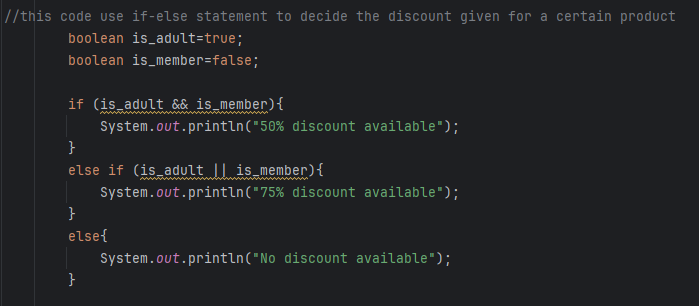 //this code use if-else statement to decide the discount given for a certain product
boolean is_adult=true;
boolean is_member=false;
if (is_adult && is_member){
System.out.println("50% discount available");
}
else if (is_adult || is_member){
System.out.println("75% discount available");
}
else{
System.out.println("No discount available");
}